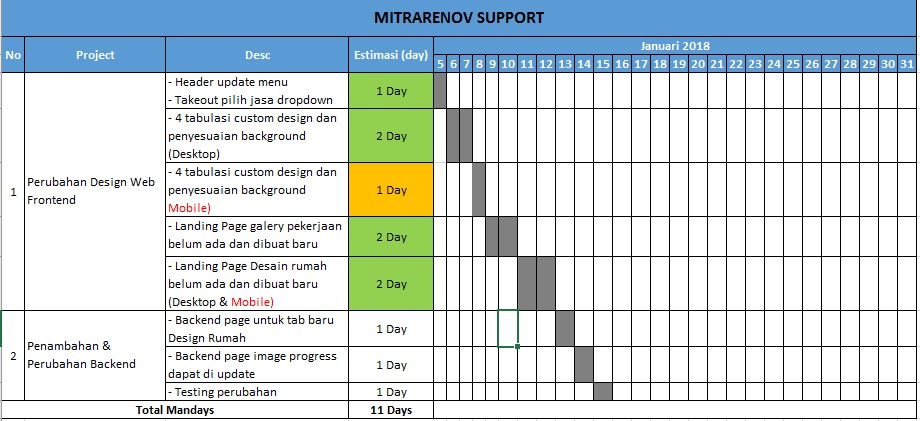 MITRARENOV SUPPORT
No Project Desc Estimasi (day) Januari 2018
5 6 7 8 9 10 11 12 13 14 15 16 17 18 19 20 21 22 23 24 25 26 27 28 29 30 31
1 Perubahan Design Web
Frontend
- Header update menu
- Takeout pilih jasa dropdown
1 Day
- 4 tabulasi custom design dan
penyesuaian background
(Desktop)
2 Day
- 4 tabulasi custom design dan
penyesuaian background
Mobile)
1 Day
- Landing Page galery pekerjaan
belum ada dan dibuat baru
2 Day
- Landing Page Desain rumah
belum ada dan dibuat baru
(Desktop & Mobile)
2 Day
2 Penambahan &
Perubahan Backend
- Backend page untuk tab baru
Design Rumah
1 Day
- Backend page image progress
dapat di update
1 Day
- Testing perubahan
1 Day
Total Mandays 11 Days